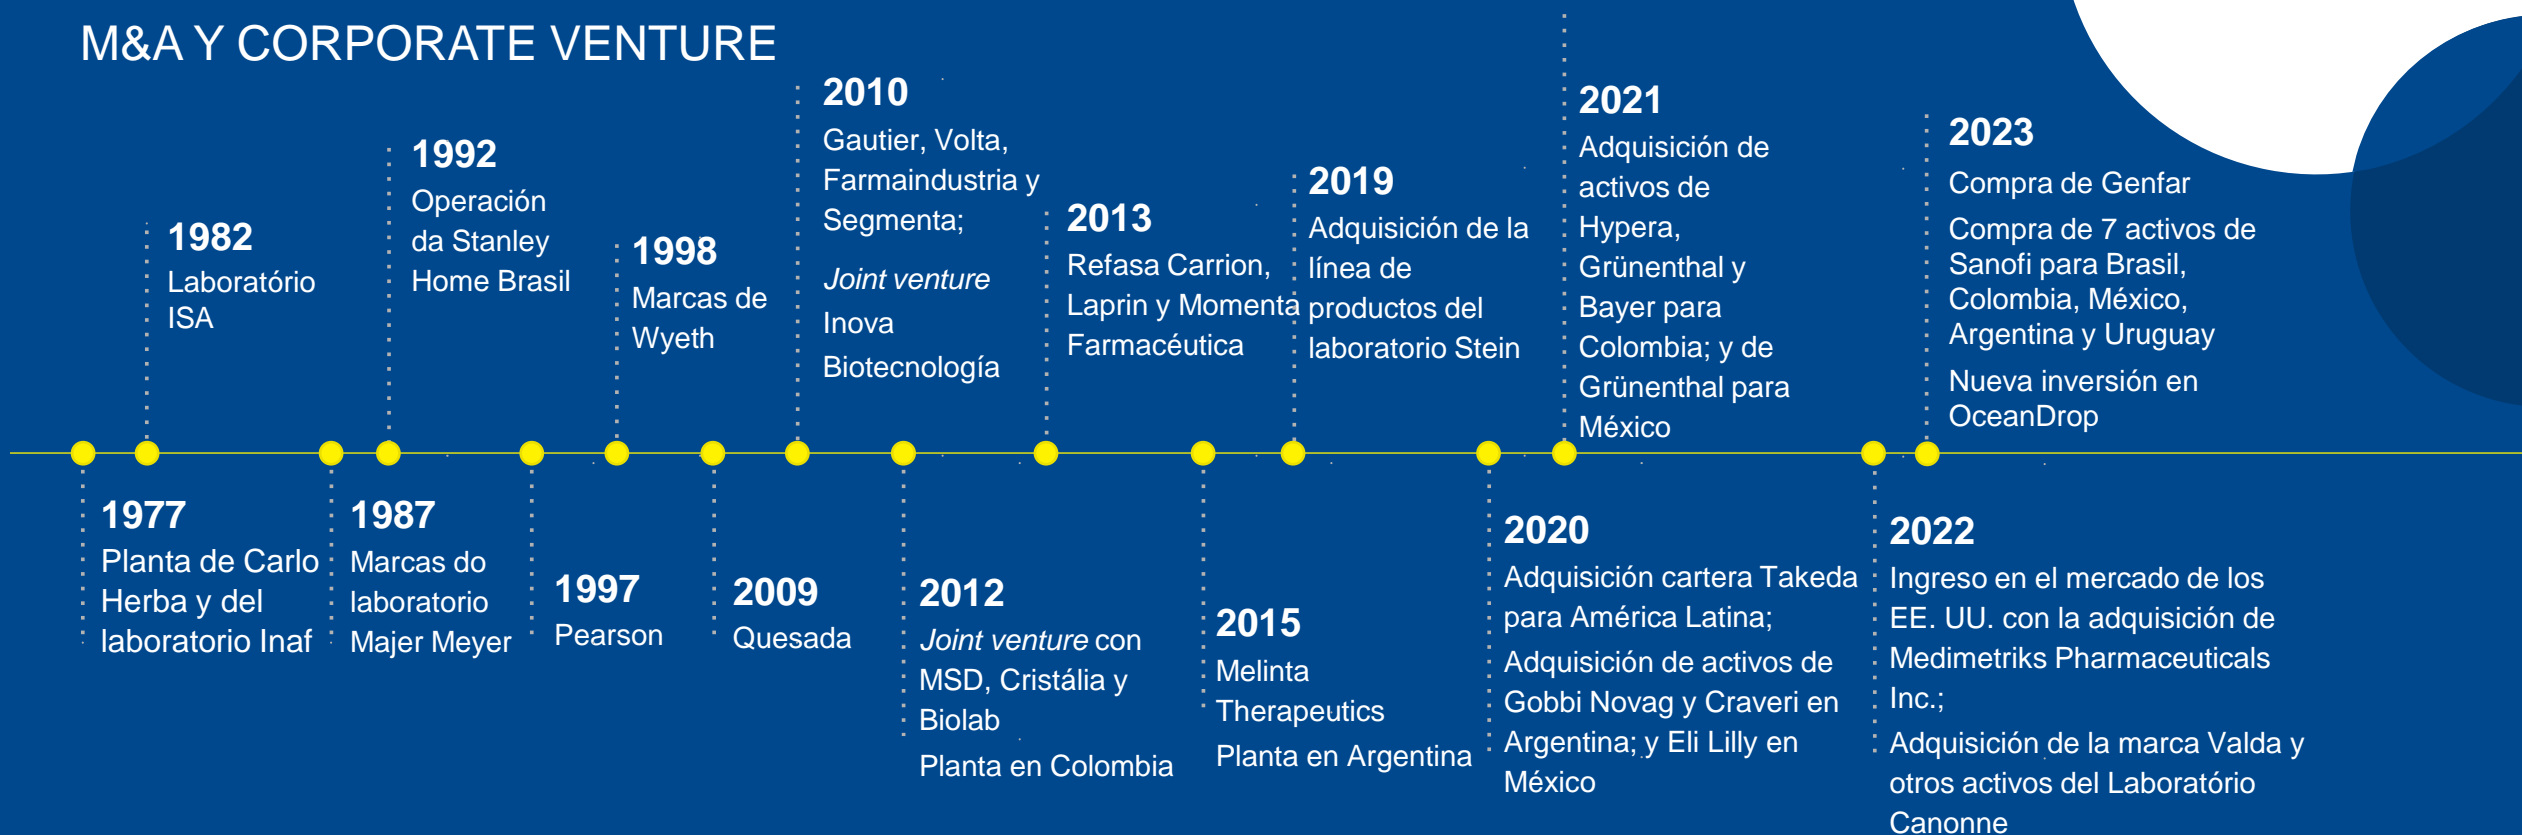 M&A Y CORPORATE VENTURE
1977
Planta de Carlo
Herba y del
laboratorio Inaf
1982
Laboratório
ISA
1987
Marcas do
laboratorio
Majer Meyer
1992
Operación
da Stanley
Home Brasil
1997
Pearson
1998
Marcas de
Wyeth
2009
Quesada
2010
Gautier, Volta,
Farmaindustria y
Segmenta;
Joint venture
Inova
Biotecnología
2012
Joint venture con
MSD, Cristália y
Biolab
Planta en Colombia
2013
Refasa Carrion,
Laprin y Momenta
Farmacéutica
2015
Melinta
Therapeutics
Planta en Argentina
2019
Adquisición de la
línea de
productos del
laboratorio Stein
2020
Adquisición cartera Takeda
para América Latina;
Adquisición de activos de
Gobbi Novag y Craveri en
Argentina; y Eli Lilly en
México
2021
Adquisición de
activos de
Hypera,
Grünenthal y
Bayer para
Colombia; y de
Grünenthal para
México
2022
Ingreso en el mercado de los
EE. UU. con la adquisición de
Medimetriks Pharmaceuticals
Inc.;
Adquisición de la marca Valda y
otros activos del Laboratório
Canonne
2023
Compra de Genfar
Compra de 7 activos de
Sanofi para Brasil,
Colombia, México,
Argentina y Uruguay
Nueva inversión en
OceanDrop